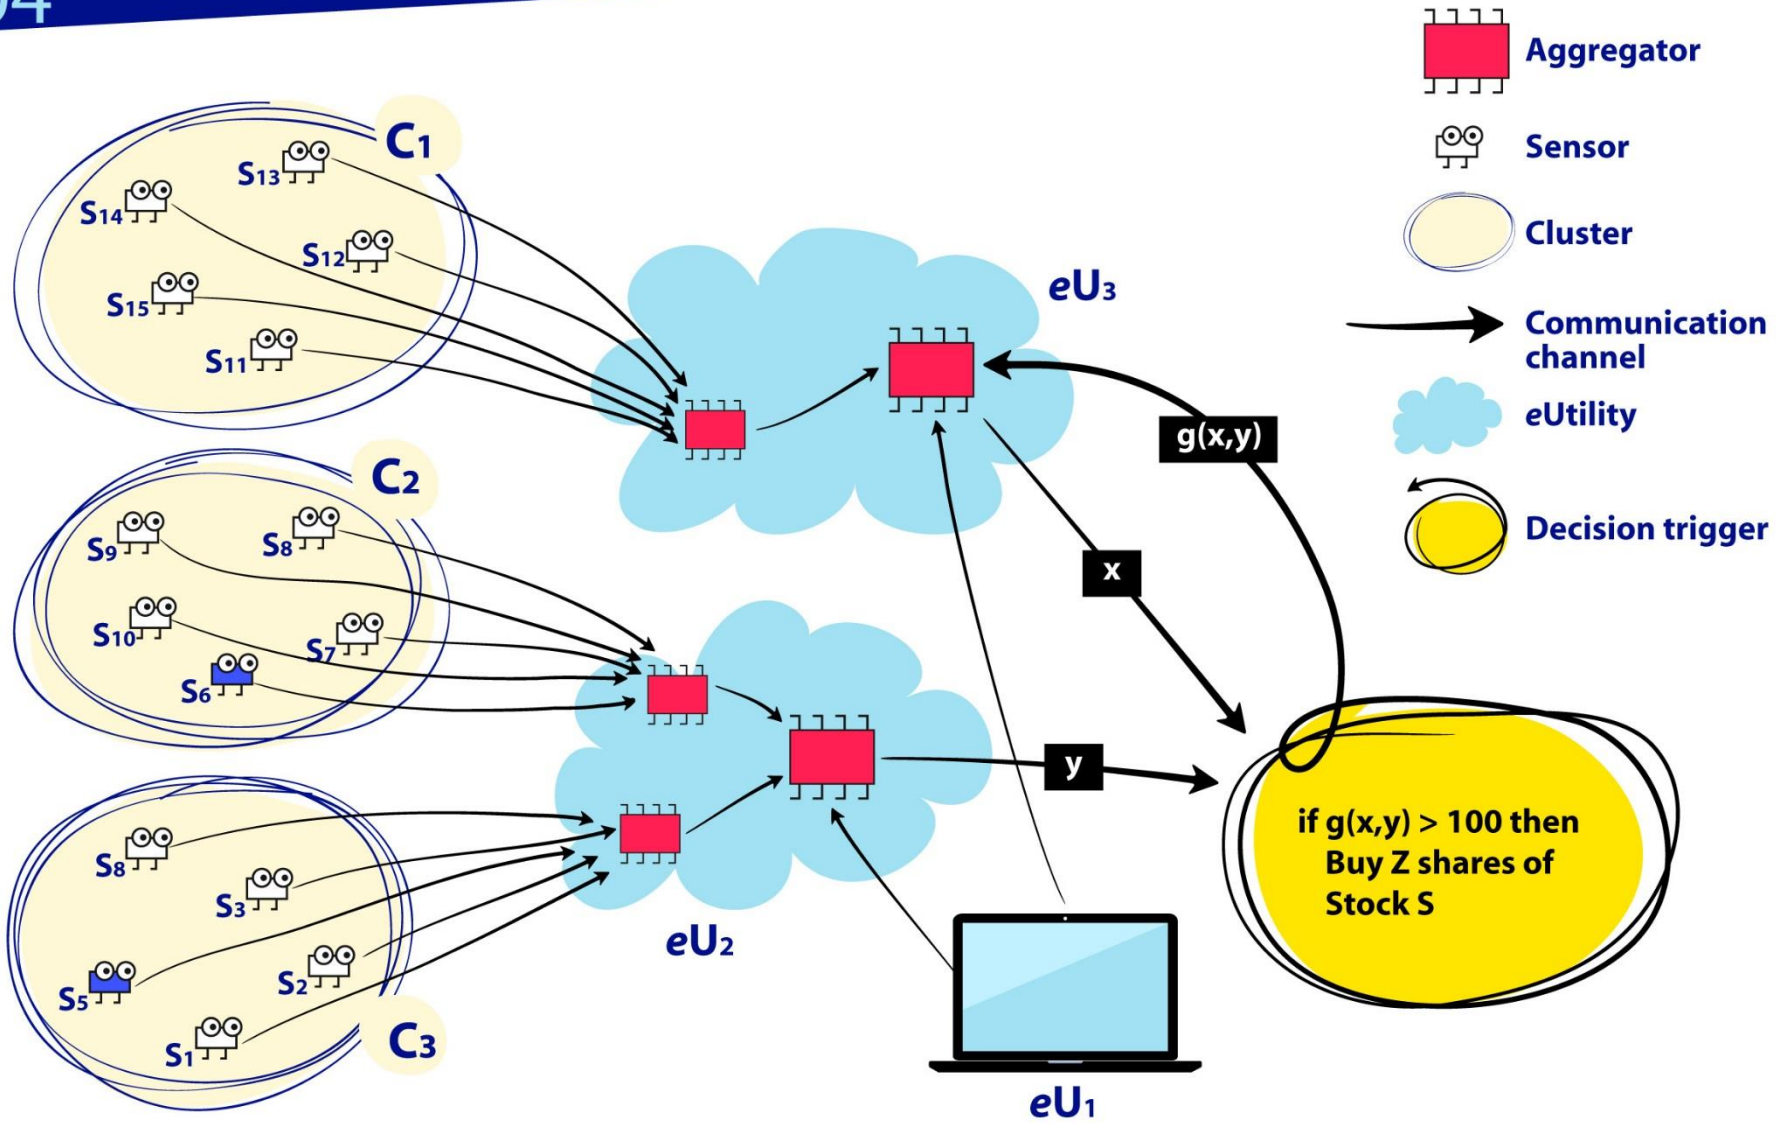 04
C1
S13
S14
S12
S15
S11
C2
S9
S8
S10
S7
S6
C3
S8
S3
S5
S2
S1
eU3
eU2
eU1
g(x,y)
x
y
if g(x,y) > 100 then
Buy Z shares of
Stock S
Aggregator
Sensor
Cluster
Communication
channel
eUtility
Decision trigger